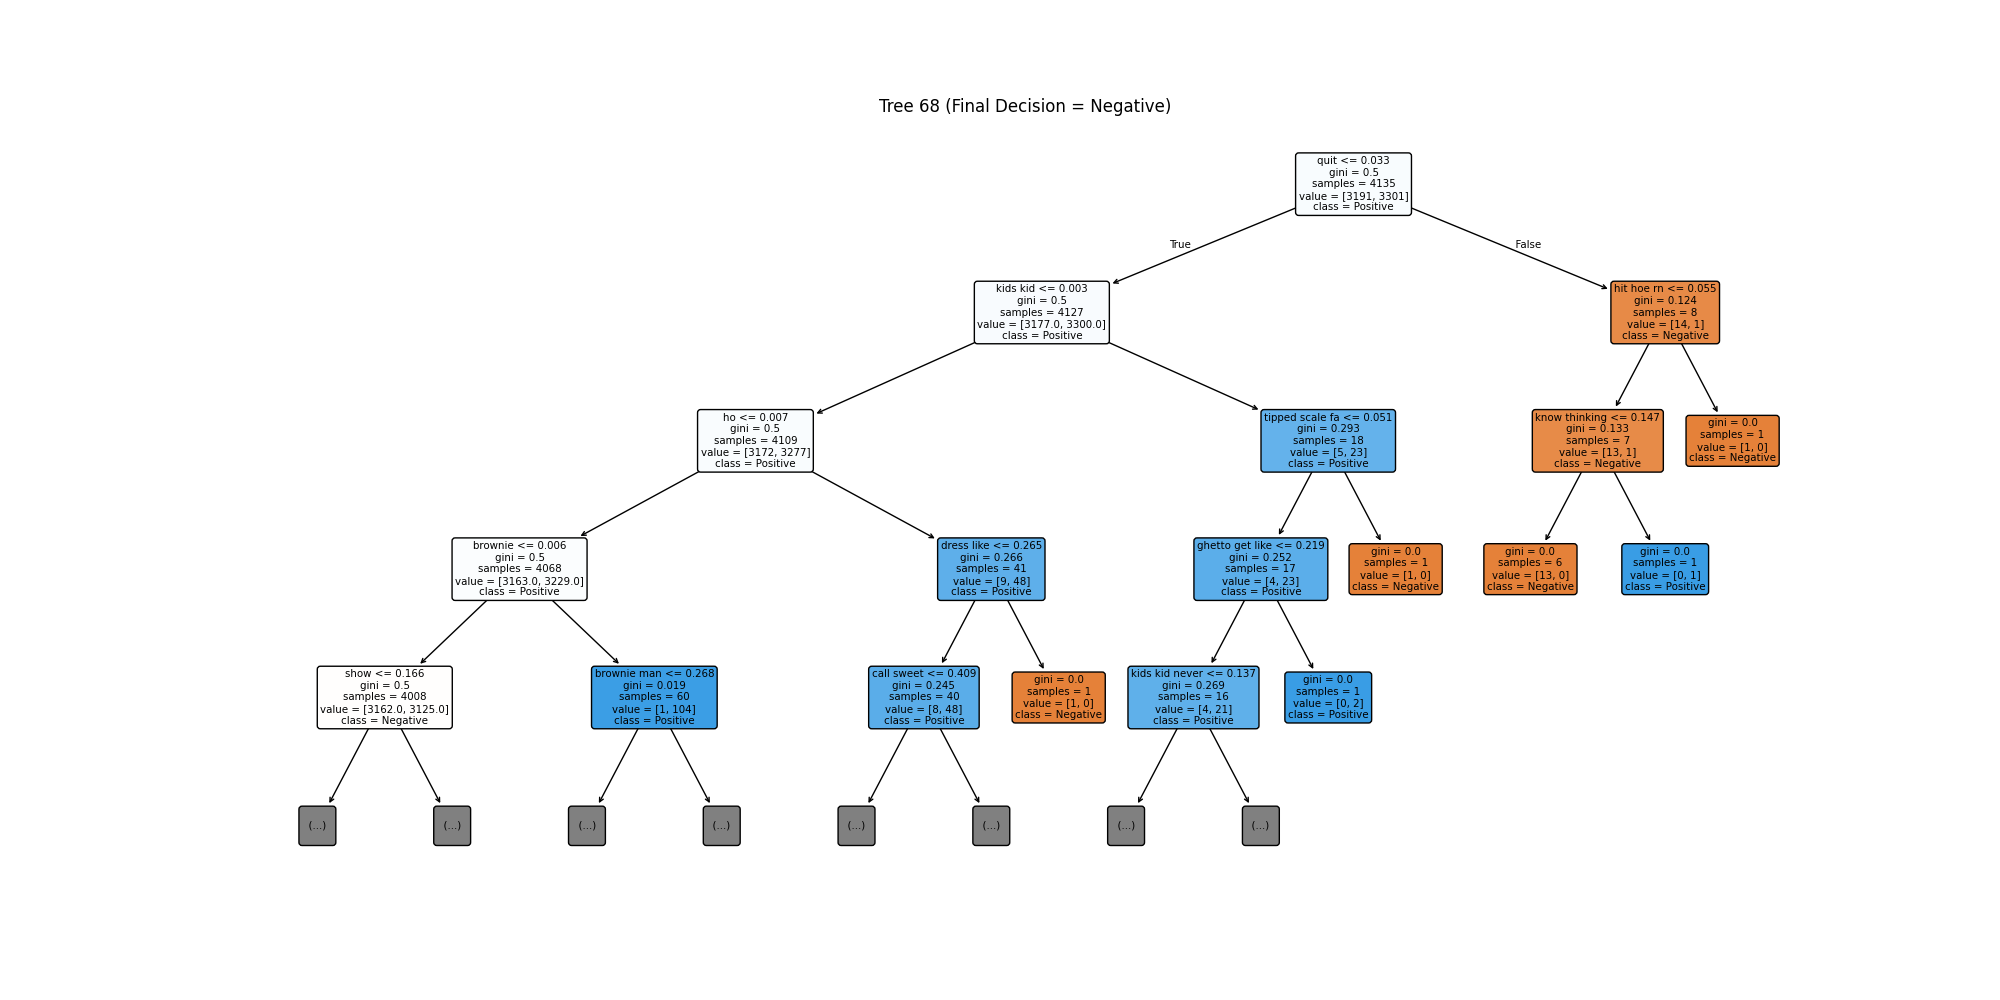 Tree 68 (Final Decision = Negative)
quit <= 0.033
gini = 0.5
samples = 4135
value = [3191, 3301]
class = Positive
True
False
kids kid <= 0.003
gini = 0.5
samples = 4127
value = [3177.0, 3300.0]
class = Positive
hit hoe rn <= 0.055
gini = 0.124
samples = 8
value = [14, 1]
class = Negative
ho <= 0.007
gini = 0.5
samples = 4109
value = [3172, 3277]
class = Positive
tipped scale fa <= 0.051
gini = 0.293
samples = 18
value = [5, 23]
class = Positive
know thinking <= 0.147
gini = 0.133
samples = 7
value = [13, 1]
class = Negative
gini = 0.0
samples = 1
value = [1, 0]
class = Negative
brownie <= 0.006
gini = 0.5
samples = 4068
value = [3163.0, 3229.0]
class = Positive
dress like <= 0.265
gini = 0.266
samples = 41
value = [9, 48]
class = Positive
ghetto get like <= 0.219
gini = 0.252
samples = 17
value = [4, 23]
class = Positive
gini = 0.0
samples = 1
value = [1, 0]
class = Negative
gini = 0.0
samples = 6
value = [13, 0]
class = Negative
gini = 0.0
samples = 1
value = [0, 1]
class = Positive
show <= 0.166
gini = 0.5
samples = 4008
value = [3162.0, 3125.0]
class = Negative
brownie man <= 0.268
gini = 0.019
samples = 60
value = [1, 104]
class = Positive
call sweet <= 0.409
gini = 0.245
samples = 40
value = [8, 48]
class = Positive
gini = 0.0
samples = 1
value = [1, 0]
class = Negative
kids kid never <= 0.137
gini = 0.269
samples = 16
value = [4, 21]
class = Positive
gini = 0.0
samples = 1
value = [0, 2]
class = Positive
(...)
(...)
(...)
(...)
(...)
(...)
(...)
(...)